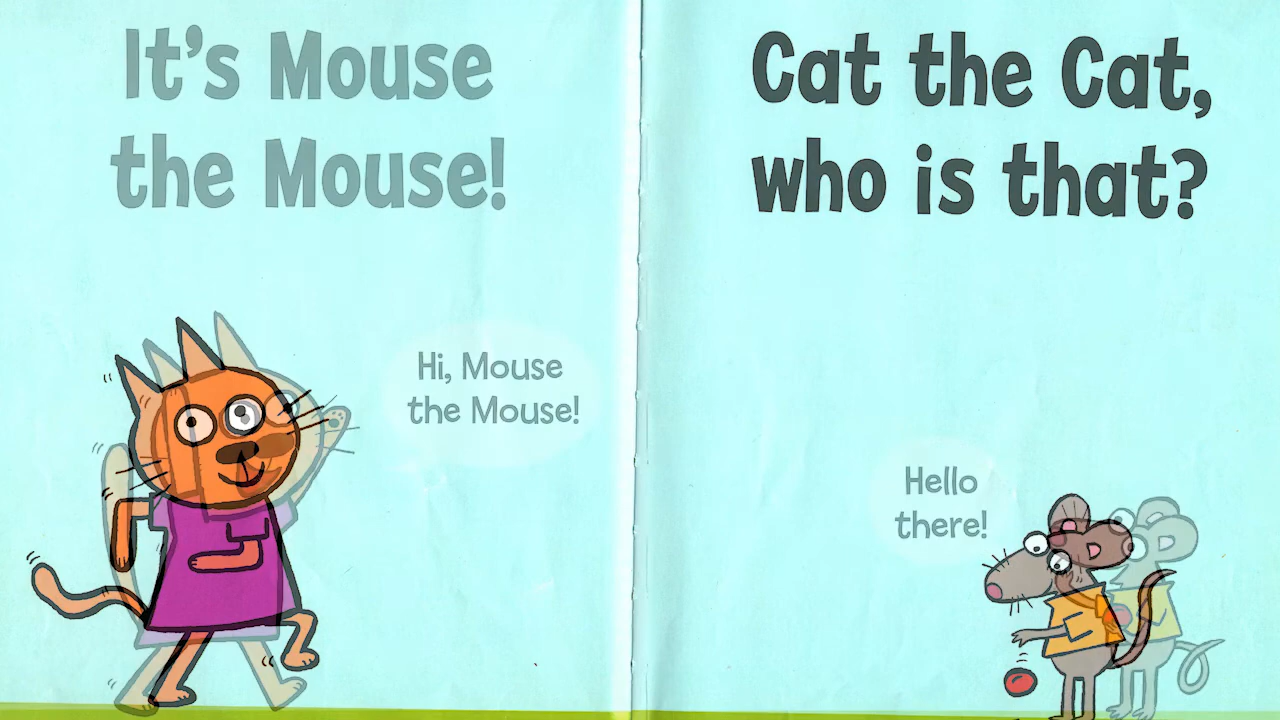 It's Mouse
the Mouse!
Hi, Mouse
the Mouse!
Cat the Cat,
who is that?
Hello
there!